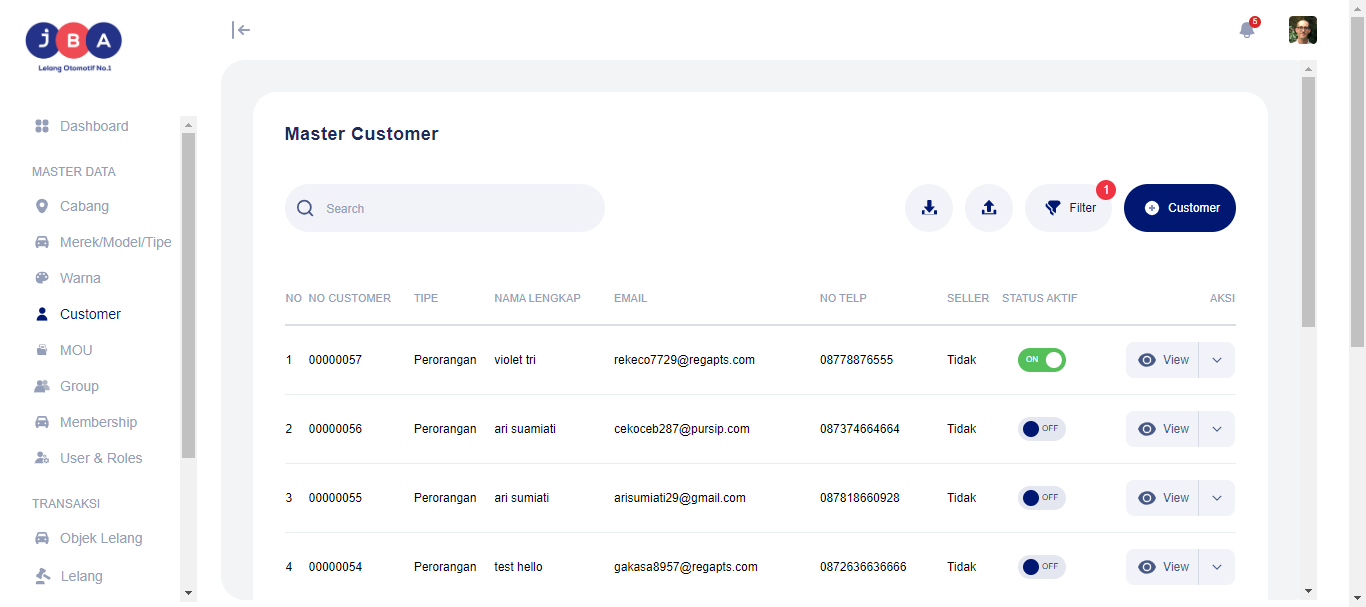 JBA
Lelang Otomotif No.1
5
Dashboard
MASTER DATA
Cabang
Merek/Model/Tipe
Warna
Customer
MOU
Group
Membership
User & Roles
TRANSAKSI
Objek Lelang
Lelang
Master Customer
Search
Filter
1
Customer
NO NO CUSTOMER TIPE NAMA LENGKAP EMAIL NO TELP SELLER STATUS AKTIF AKSI
1 00000057 Perorangan violet tri rekeco7729@regapts.com 08778876555 Tidak ON View
2 00000056 Perorangan ari suamiati cekoceb287@pursip.com 087374664664 Tidak OFF View
3 00000055 Perorangan ari sumiati arisumiati29@gmail.com 087818660928 Tidak OFF View
4 00000054 Perorangan test hello gakasa8957@regapts.com 0872636636666 Tidak OFF View